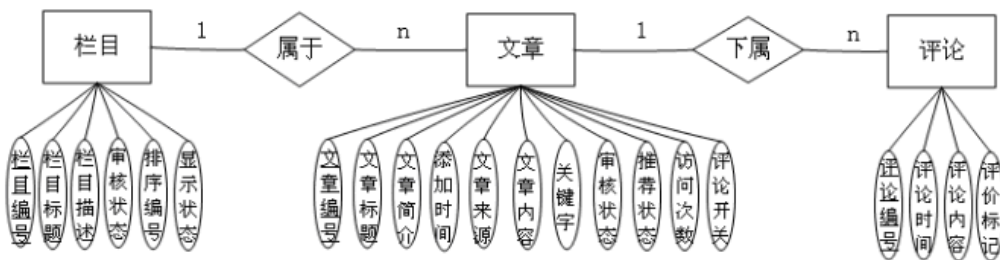 栏目
1
属于
n
文章
1
下属
n
评论
栏目编号
栏目标题
栏目描述
审核状态
排序编号
显示状态
文章编号
文章标题
文章简介
添加时间
文章来源
文章内容
关键字
审核状态
推荐状态
访问次数
评论开关
评论编号
评论时间
评论内容
评价标记